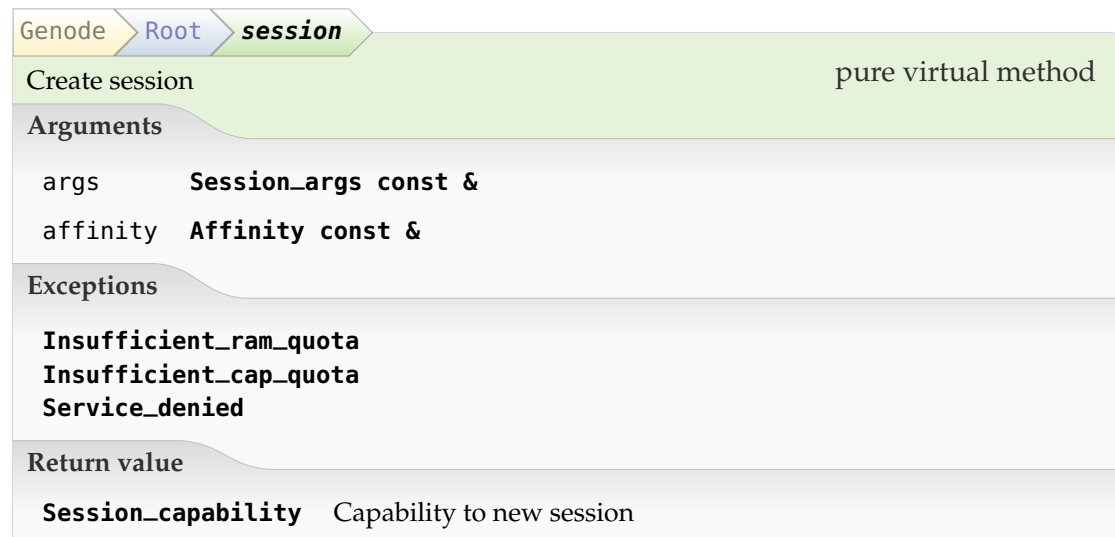 Genode Root session
Create session pure virtual method
Arguments
args Session_args const &
affinity Affinity const &
Exceptions
Insufficient_ram_quota
Insufficient_cap_quota
Service_denied
Return value
Session_capability Capability to new session